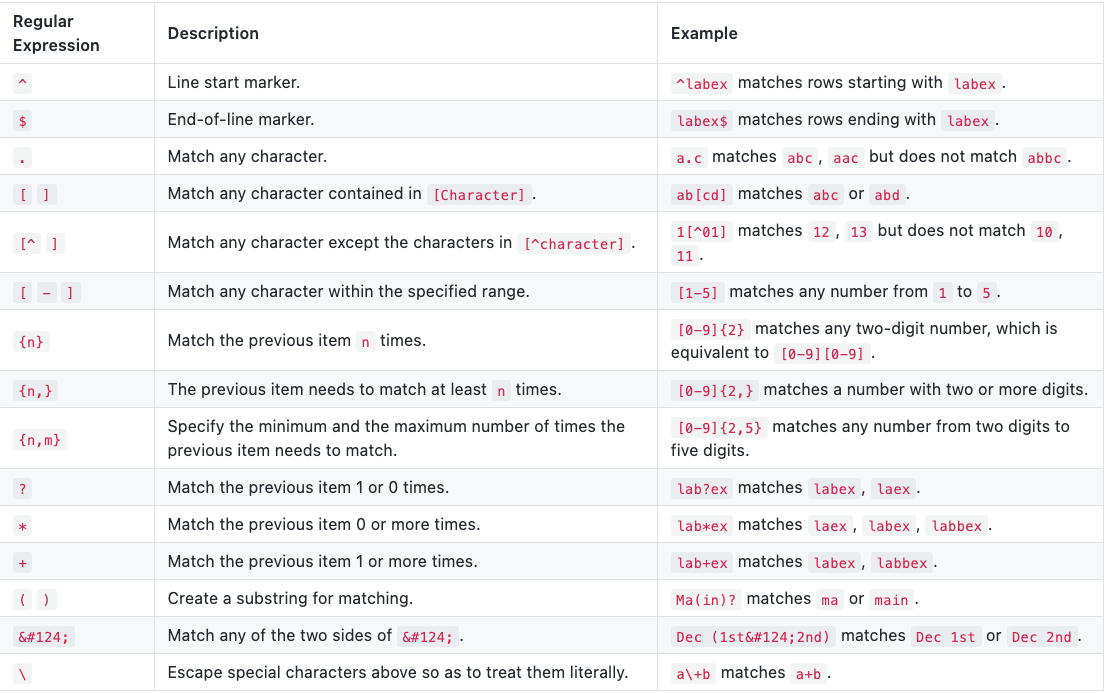 Regular
Expression Description Example
^ Line start marker. ^labex matches rows starting with labex .
$ End-of-line marker. labex$ matches rows ending with labex .
. Match any character. a.c matches abc , aac but does not match abbc .
[ ] Match any character contained in [Character] . ab[cd] matches abc or abd .
[^ ] Match any character except the characters in [^character] . 1[^01] matches 12 , 13 but does not match 10 ,
11 .
[ - ] Match any character within the specified range. [1-5] matches any number from 1 to 5 .
{n} Match the previous item n times. [0-9]{2} matches any two-digit number, which is
equivalent to [0-9][0-9] .
{n,} The previous item needs to match at least n times. [0-9]{2,} matches a number with two or more digits.
{n,m} Specify the minimum and the maximum number of times the
previous item needs to match. [0-9]{2,5} matches any number from two digits to
five digits.
? Match the previous item 1 or 0 times. lab?ex matches labex , laex .
* Match the previous item 0 or more times. lab*ex matches laex , labex , labbex .
+ Match the previous item 1 or more times. lab+ex matches labex , labbex .
( ) Create a substring for matching. Ma(in)? matches ma or main .
&#124; Match any of the two sides of &#124; . Dec (1st&#124;2nd) matches Dec 1st or Dec 2nd .
\ Escape special characters above so as to treat them literally. a\+b matches a+b .